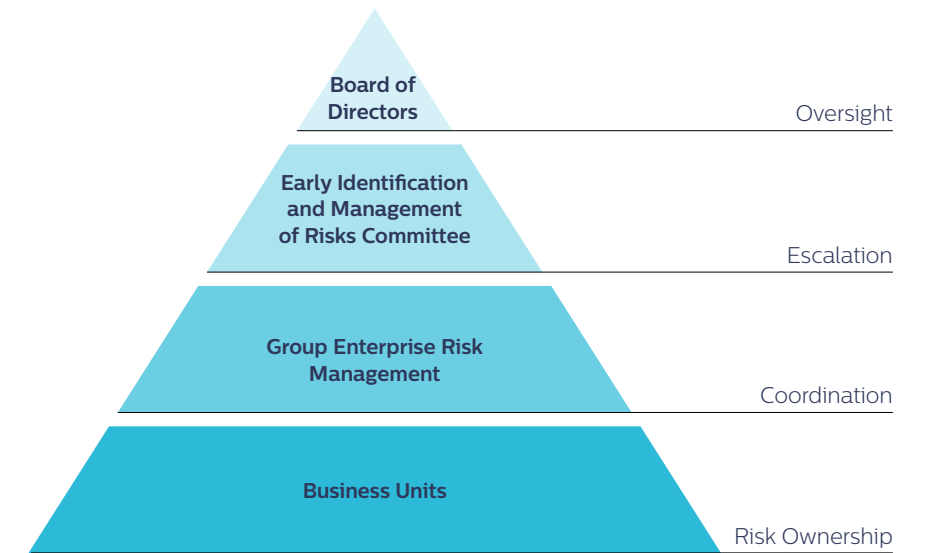 Board of
Directors
Oversight
Early Identification
and Management
of Risks Committee
Escalation
Group Enterprise Risk
Management
Coordination
Business Units
Risk Ownership